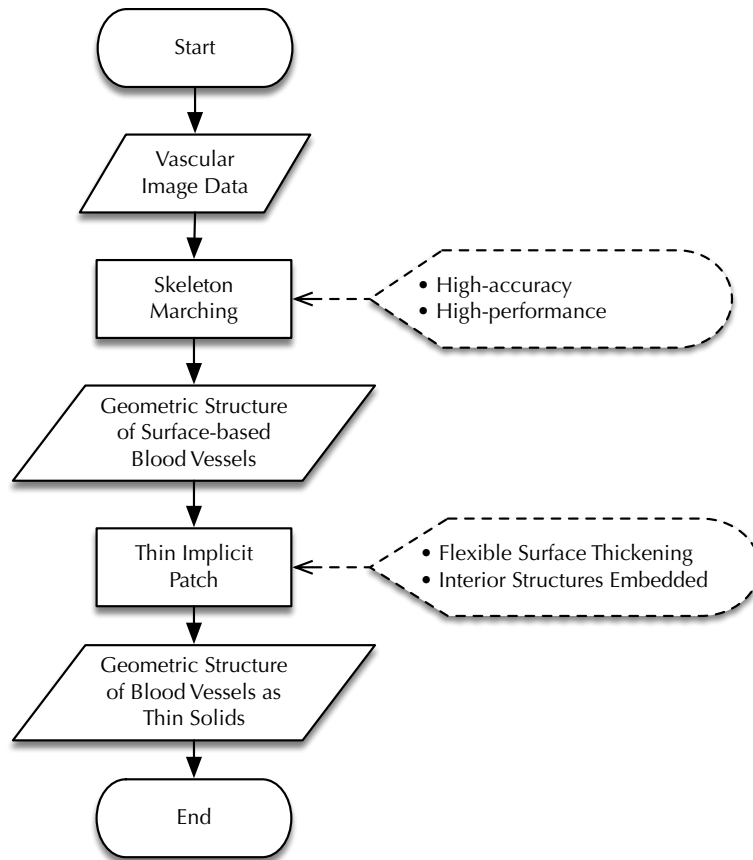 Start
Vascular
Image Data
Skeleton
Marching
• High-accuracy
• High-performance
Geometric Structure
of Surface-based
Blood Vessels
Thin Implicit
Patch
• Flexible Surface Thickening
• Interior Structures Embedded
Geometric Structure
of Blood Vessels as
Thin Solids
End